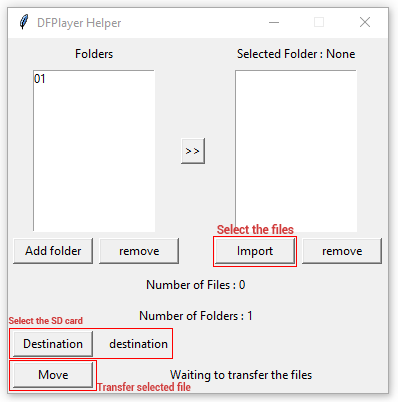 DFPlayer Helper
Folders
Selected Folder : None
01
>>
Select the files
Add folder
remove
Import
remove
Number of Files : 0
Select the SD card
Number of Folders : 1
Destination
destination
Move
Waiting to transfer the files
Transfer selected file